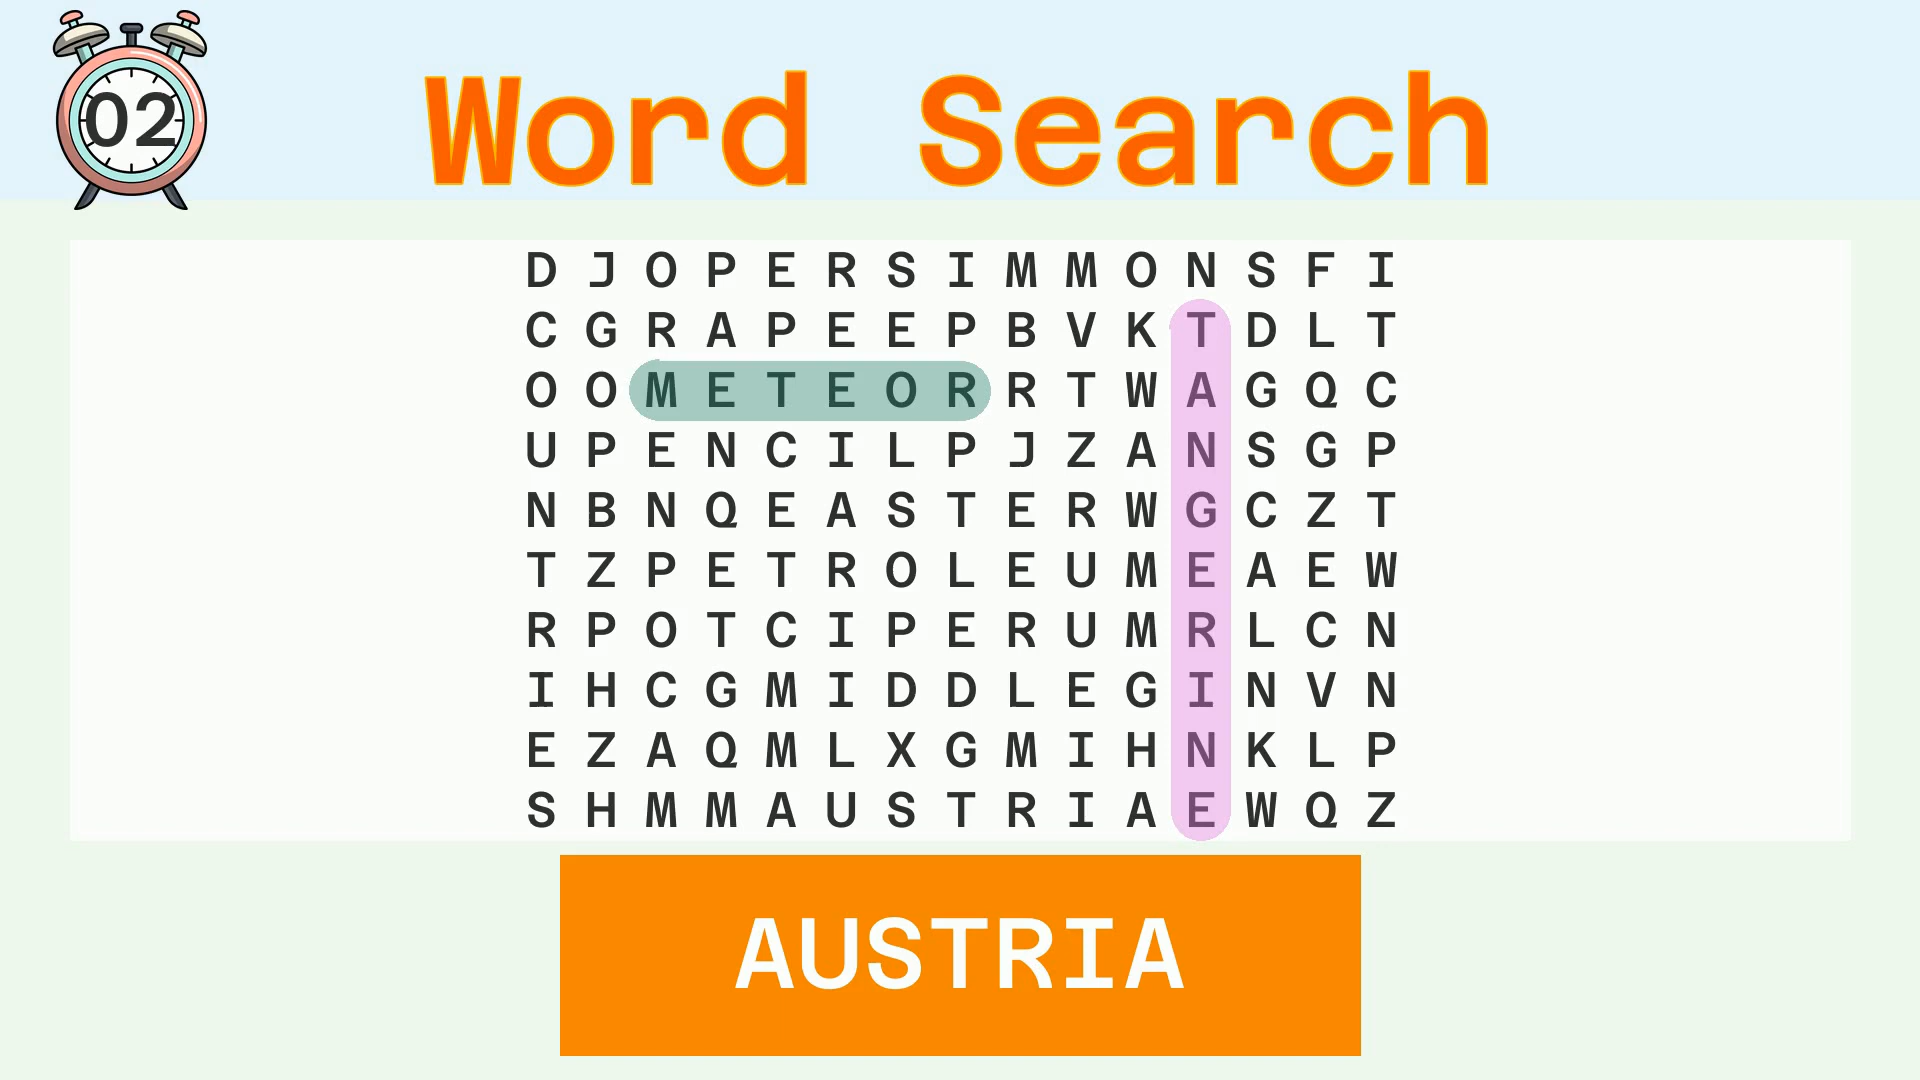 02
Word Search
D J O P E R S I M M O N S F I
C G R A P E E P B V K T D L T
O O M E T E O R R T W A G Q C
U P E N C I L P J Z A N S G P
N B N Q E A S T E R W G C Z T
T Z P E T R O L E U M E A E W
R P O T C I P E R U M R L C N
I H C G M I D D L E G I N V N
E Z A Q M L X G M I H N K L P
S H M M A U S T R I A E W Q Z
AUSTRIA